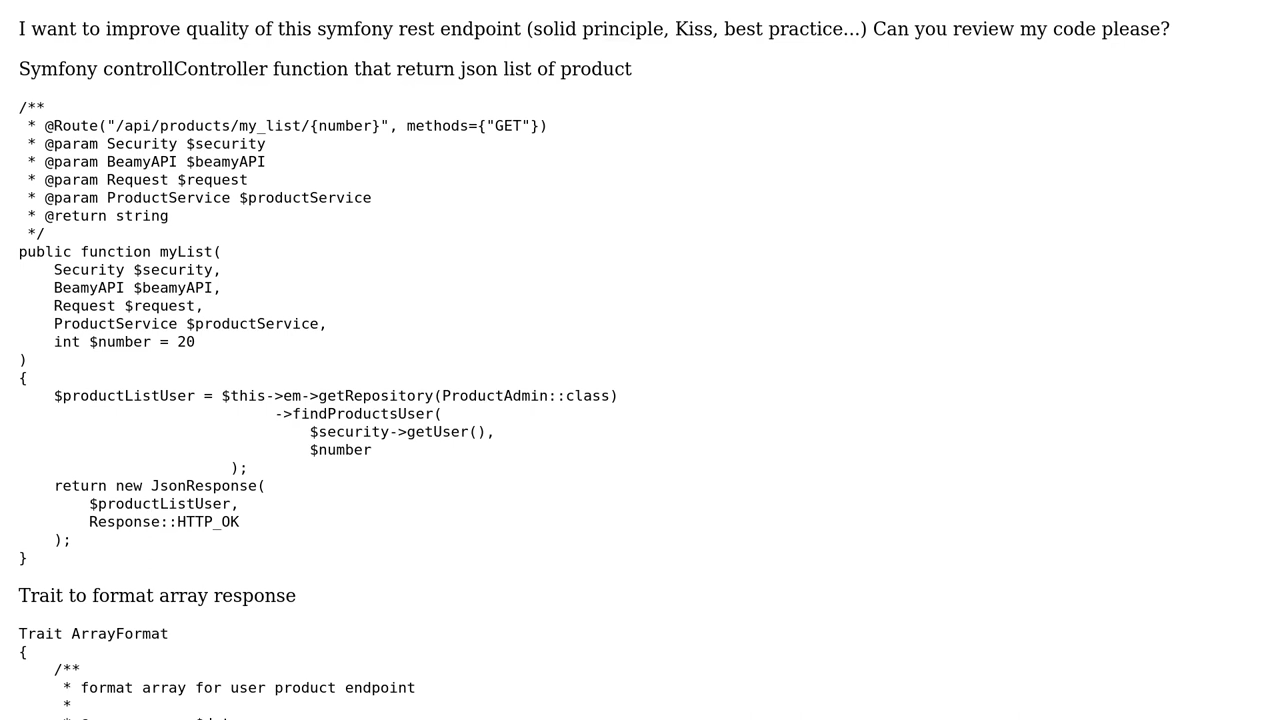 I want to improve quality of this symfony rest endpoint (solid principle, Kiss, best practice...) Can you review my code please?
Symfony controllController function that return json list of product
/**
 * @Route("/api/products/my_list/{number}", methods={"GET"})
 * @param Security $security
 * @param BeamyAPI $beamyAPI
 * @param Request $request
 * @param ProductService $productService
 * @return string
 */
public function myList(
    Security $security,
    BeamyAPI $beamyAPI,
    Request $request,
    ProductService $productService,
    int $number = 20
)
{
    $productListUser = $this->em->getRepository(ProductAdmin::class)
                             ->findProductsUser(
                                 $security->getUser(),
                                 $number
                        );
    return new JsonResponse(
        $productListUser,
        Response::HTTP_OK
    );
}
Trait to format array response
Trait ArrayFormat
{
    /**
     * format array for user product endpoint
     *